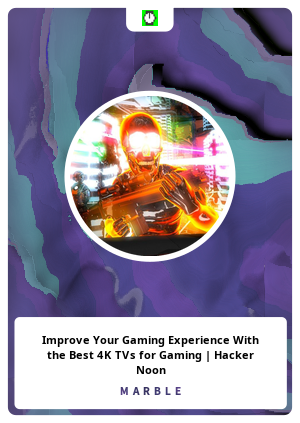 Improve Your Gaming Experience With
the Best 4K TVs for Gaming | Hacker
Noon
MARBLE